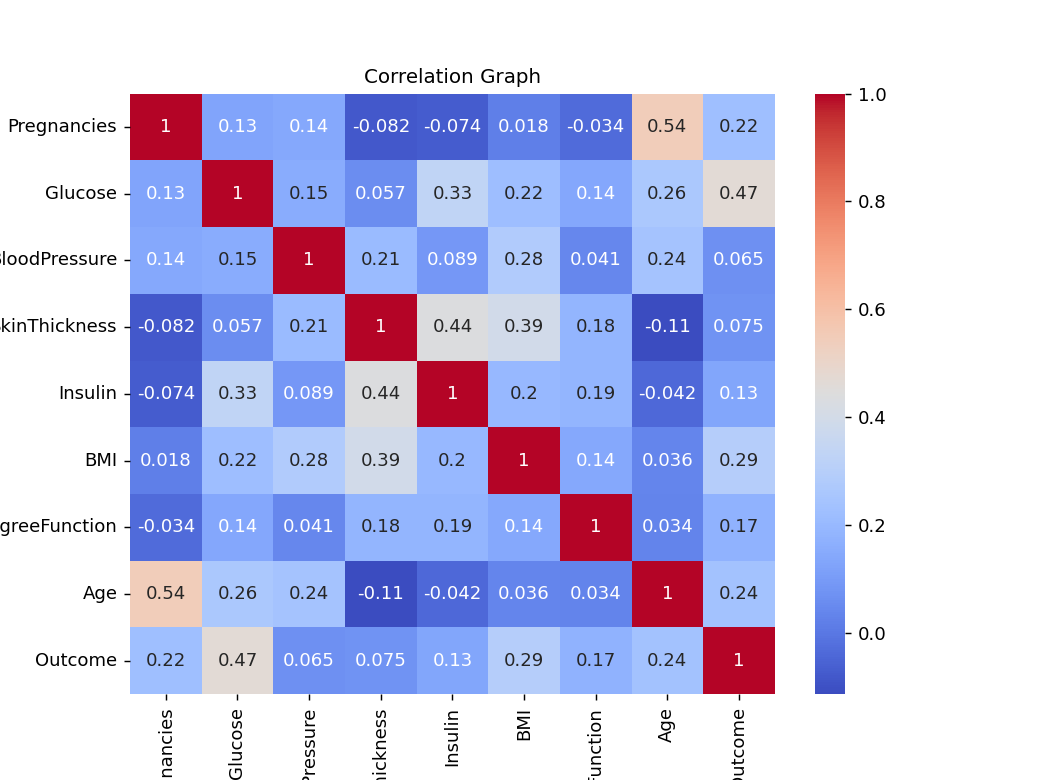 Correlation Graph
Pregnancies 1 0.13 0.14 -0.082 -0.074 0.018 -0.034 0.54 0.22
Glucose 0.13 1 0.15 0.057 0.33 0.22 0.14 0.26 0.47
BloodPressure 0.14 0.15 1 0.21 0.089 0.28 0.041 0.24 0.065
kinThickness -0.082 0.057 0.21 1 0.44 0.39 0.18 -0.11 0.075
Insulin -0.074 0.33 0.089 0.44 1 0.2 0.19 -0.042 0.13
BMI 0.018 0.22 0.28 0.39 0.2 1 0.14 0.036 0.29
greeFunction -0.034 0.14 0.041 0.18 0.19 0.14 1 0.034 0.17
Age 0.54 0.26 0.24 -0.11 -0.042 0.036 0.034 1 0.24
Outcome 0.22 0.47 0.065 0.075 0.13 0.29 0.17 0.24 1
nancies Glucose Pressure hickness Insulin BMI Function Age Outcome
1.0
0.8
0.6
0.4
0.2
0.0